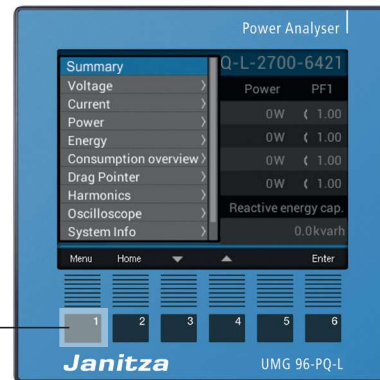 Power Analyser
Summary
Q-L-2700-6421
Voltage
Power PF1
Current
0W 1.00
Power
Energy
0W 1.00
Consumption overview
0W 1.00
Drag Pointer
0W 1.00
Harmonics
Oscilloscope
Reactive energy cap.
System Info
0.0kvarh
Menu Home Enter
1 2 3 4 5 6
Janitza UMG 96-PQ-L